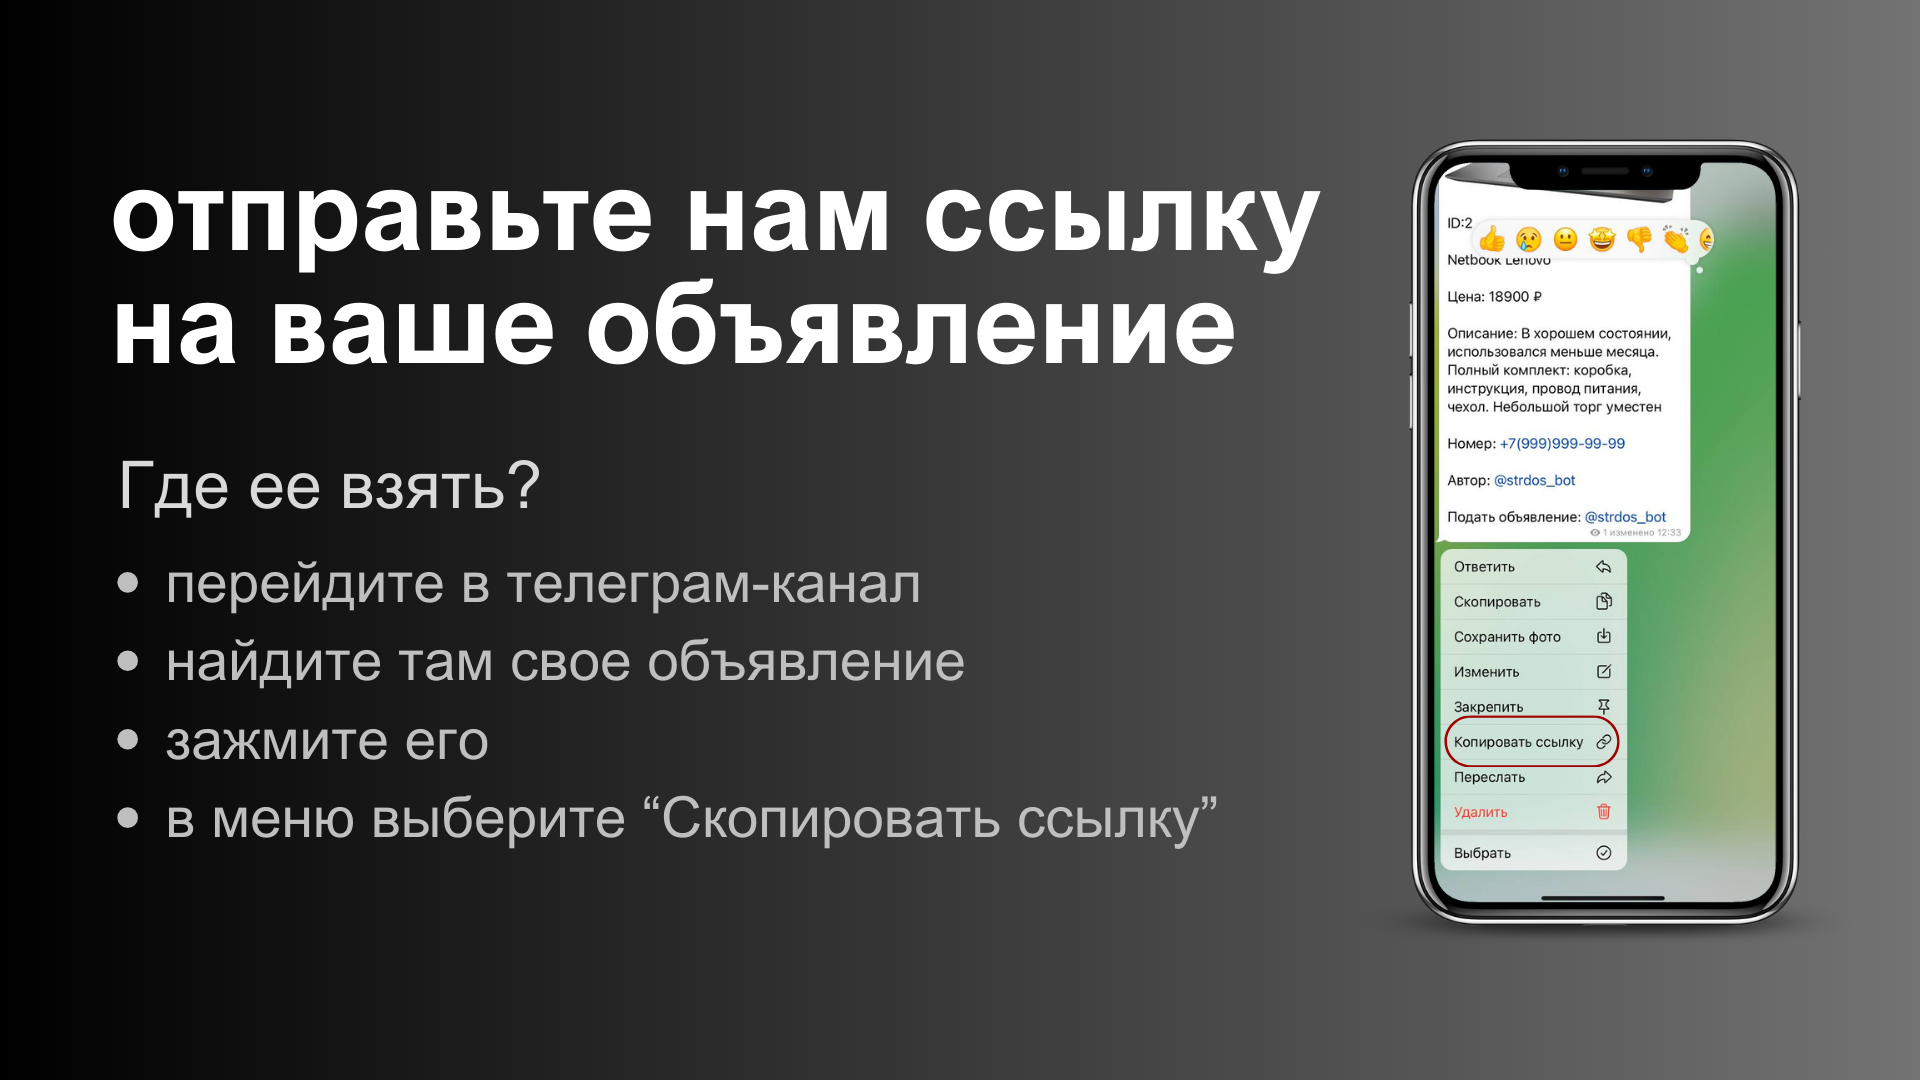 отправьте нам ссылку
на ваше объявление
Где ее взять?
• перейдите в телеграм-канал
• найдите там свое объявление
• зажмите его
• в меню выберите “Скопировать ссылку”
ID:2
Netbook Lenovo
Цена: 18900 ₽
Описание: В хорошем состоянии,
использовался меньше месяца.
Полный комплект: коробка,
инструкция, провод питания,
чехол. Небольшой торг уместен
Номер: +7(999)999-99-99
Автор: @strdos_bot
Подать объявление: @strdos_bot
1 изменено 12:33
Ответить
Скопировать
Сохранить фото
Изменить
Закрепить
Копировать ссылку
Переслать
Удалить
Выбрать